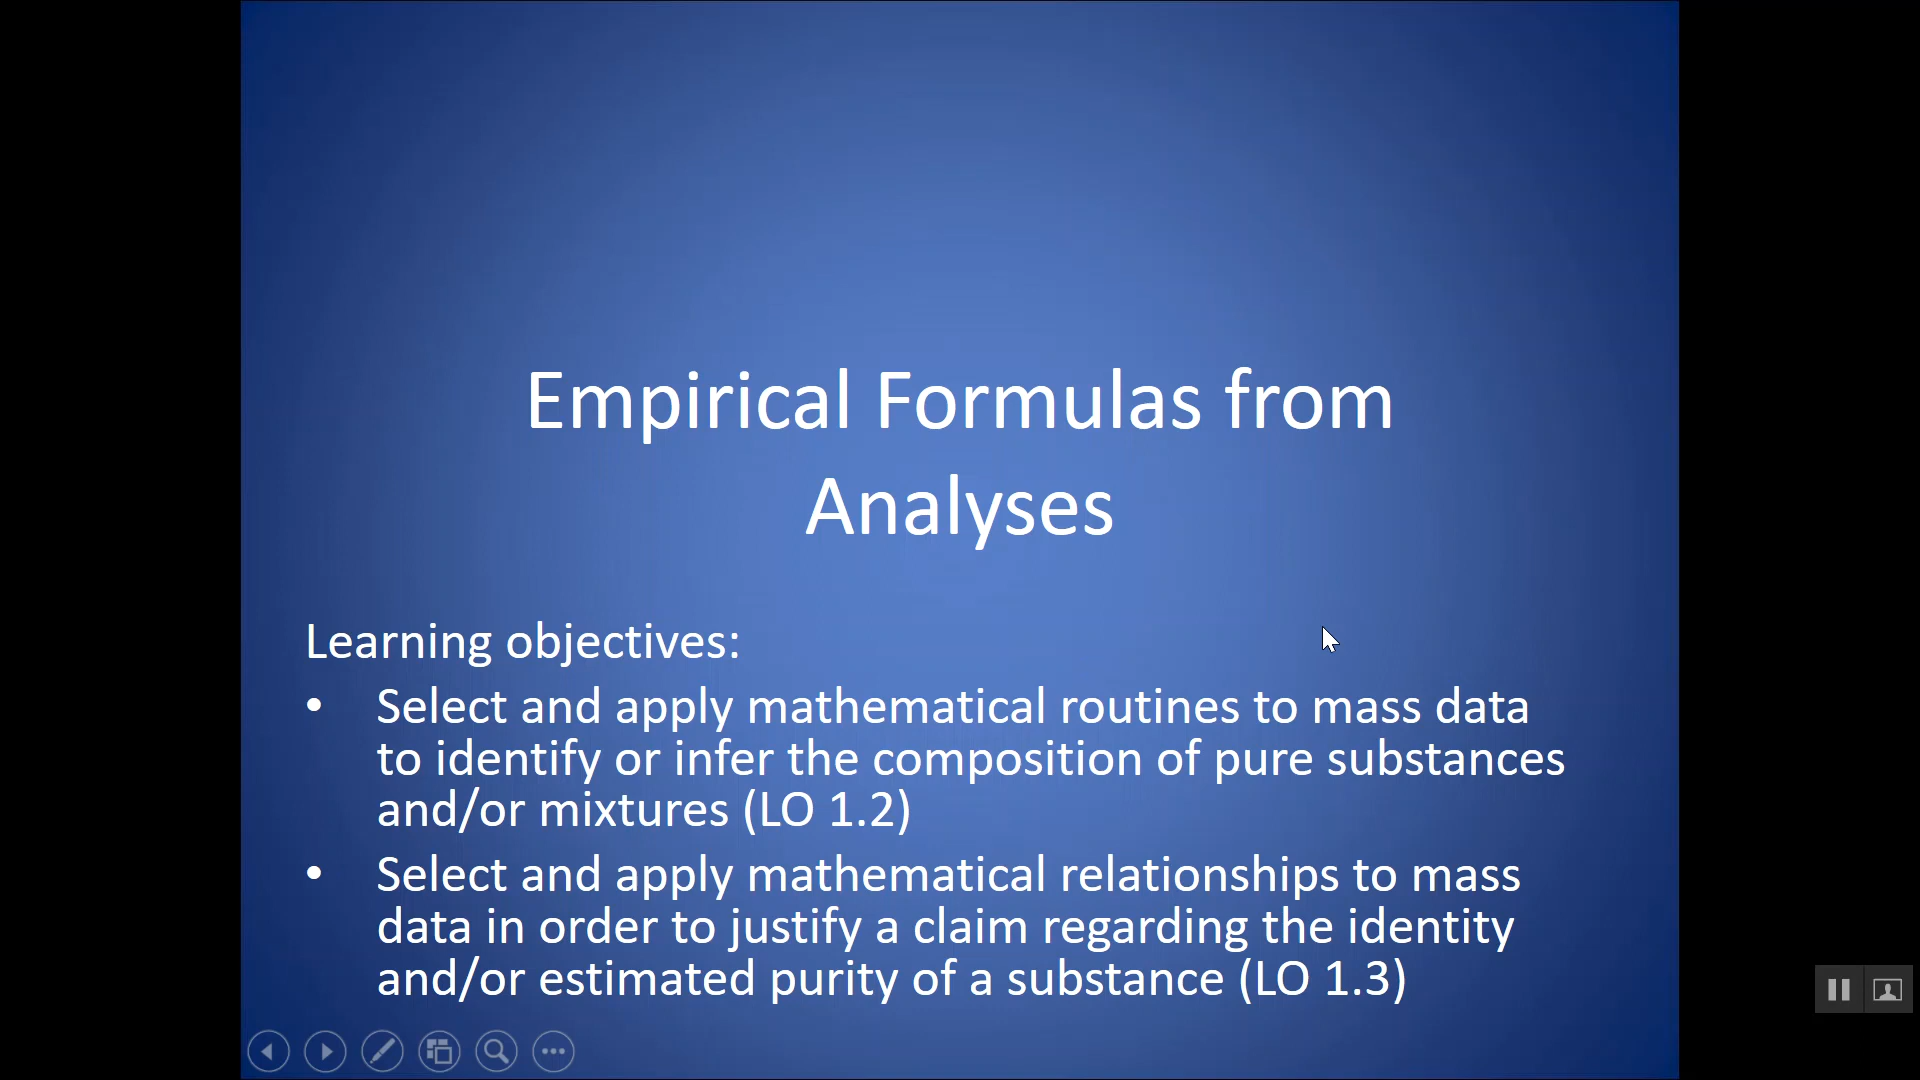 Empirical Formulas from
Analyses
Learning objectives:
• Select and apply mathematical routines to mass data
to identify or infer the composition of pure substances
and/or mixtures (LO 1.2)
• Select and apply mathematical relationships to mass
data in order to justify a claim regarding the identity
and/or estimated purity of a substance (LO 1.3)